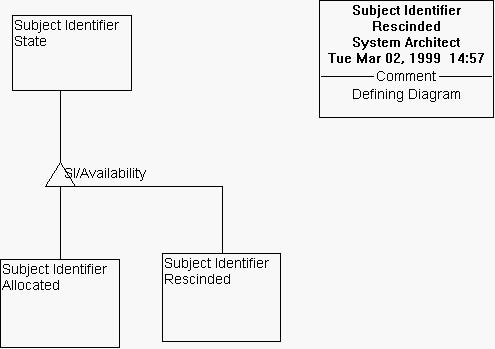 Subject Identifier
State
Subject Identifier
Rescinded
System Architect
Tue Mar 02, 1999  14:57
Comment
Defining Diagram
SI/Availability
Subject Identifier
Allocated
Subject Identifier
Rescinded